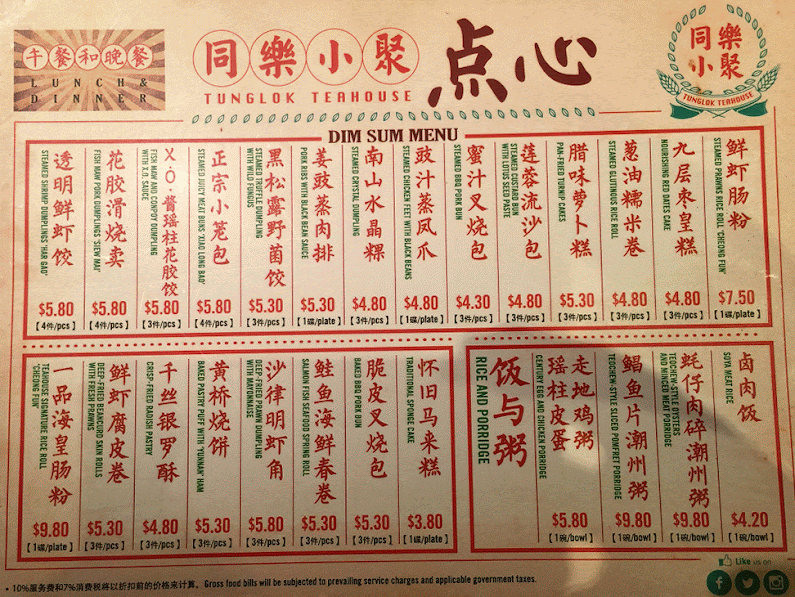 午餐和晚餐
LUNCH &
DINNER
同樂小聚
TUNGLOK TEAHOUSE
点心
同樂
小聚
TUNGLOK TEAHOUSE
DIM SUM MENU
透明鲜虾饺
STEAMED SHRIMP DUMPLINGS 'HAR GAO'
$5.80
【4件/pcs】
花胶滑烧卖
FISH MAW PORK DUMPLINGS 'SIEW MAI'
$5.80
【4件/pcs】
X.O.酱瑶柱花胶饺
FISH MAW AND CONPOY DUMPLING
WITH X.O. SAUCE
$5.80
【3件/pcs】
正宗小笼包
STEAMED JUICY MEAT BUNS 'XIAO LONG BAO'
$5.80
【4件/pcs】
黑松露野菌饺
STEAMED TRUFFLE DUMPLING
WITH WILD FUNGUS
$5.30
【3件/pcs】
姜豉蒸肉排
PORK RIBS WITH BLACK BEAN SAUCE
$5.30
【1碟/plate】
南山水晶粿
STEAMED CRYSTAL DUMPLING
$4.80
【3件/pcs】
豉汁蒸凤爪
STEAMED CHICKEN FEET WITH BLACK BEANS
$4.80
【1碟/plate】
蜜汁叉烧包
STEAMED BBQ PORK BUN
$4.30
【3件/pcs】
莲蓉流沙包
STEAMED CUSTARD BUN
WITH LOTUS SEED PASTE
$4.80
【3件/pcs】
腊味萝卜糕
PAN-FRIED TURNIP CAKES
$5.30
【3件/pcs】
葱油糯米卷
STEAMED GLUTINOUS RICE ROLL
$4.80
【3件/pcs】
九层枣皇糕
NOURISHING RED DATES CAKE
$4.80
【3件/pcs】
鲜虾肠粉
STEAMED PRAWNS RICE ROLL 'CHEONG FUN'
$7.50
【1碟/plate】
一品海皇肠粉
TEAHOUSE SIGNATURE RICE ROLL
'CHEONG FUN'
$9.80
【1碟/plate】
鲜虾腐皮卷
DEEP-FRIED BEANCURD SKIN ROLLS
WITH FRESH PRAWNS
$5.30
【3件/pcs】
千丝银罗酥
CRISP-FRIED RADISH PASTRY
$4.80
【3件/pcs】
黄桥烧饼
BAKED PASTRY PUFF WITH 'YUNNAN' HAM
$5.30
【3件/pcs】
沙律明虾角
DEEP-FRIED PRAWN DUMPLING
WITH MAYONNAISE
$5.80
【3件/pcs】
鲑鱼海鲜春卷
SALMON FISH SEAFOOD SPRING ROLL
$5.30
【3件/pcs】
脆皮叉烧包
BAKED BBQ PORK BUN
$5.30
【3件/pcs】
怀旧马来糕
TRADITIONAL SPONGE CAKE
$3.80
【1碟/plate】
饭与粥
RICE AND PORRIDGE
走地鸡粥
瑶柱皮蛋
CENTURY EGG AND CHICKEN PORRIDGE
$5.80
【1碗/bowl】
鲳鱼片潮州粥
TEOCHEW-STYLE SLICED POMFRET PORRIDGE
$9.80
【1碗/bowl】
蚝仔肉碎潮州粥
TEOCHEW-STYLE OYSTERS
AND MINCED MEAT PORRIDGE
$9.80
【1碗/bowl】
卤肉饭
SOYA MEAT RICE
$4.20
【1碗/bowl】
• 10%服务费和7%消费税将以折扣前的价格来计算。Gross food bills will be subjected to prevailing service charges and applicable government taxes.
Like us on